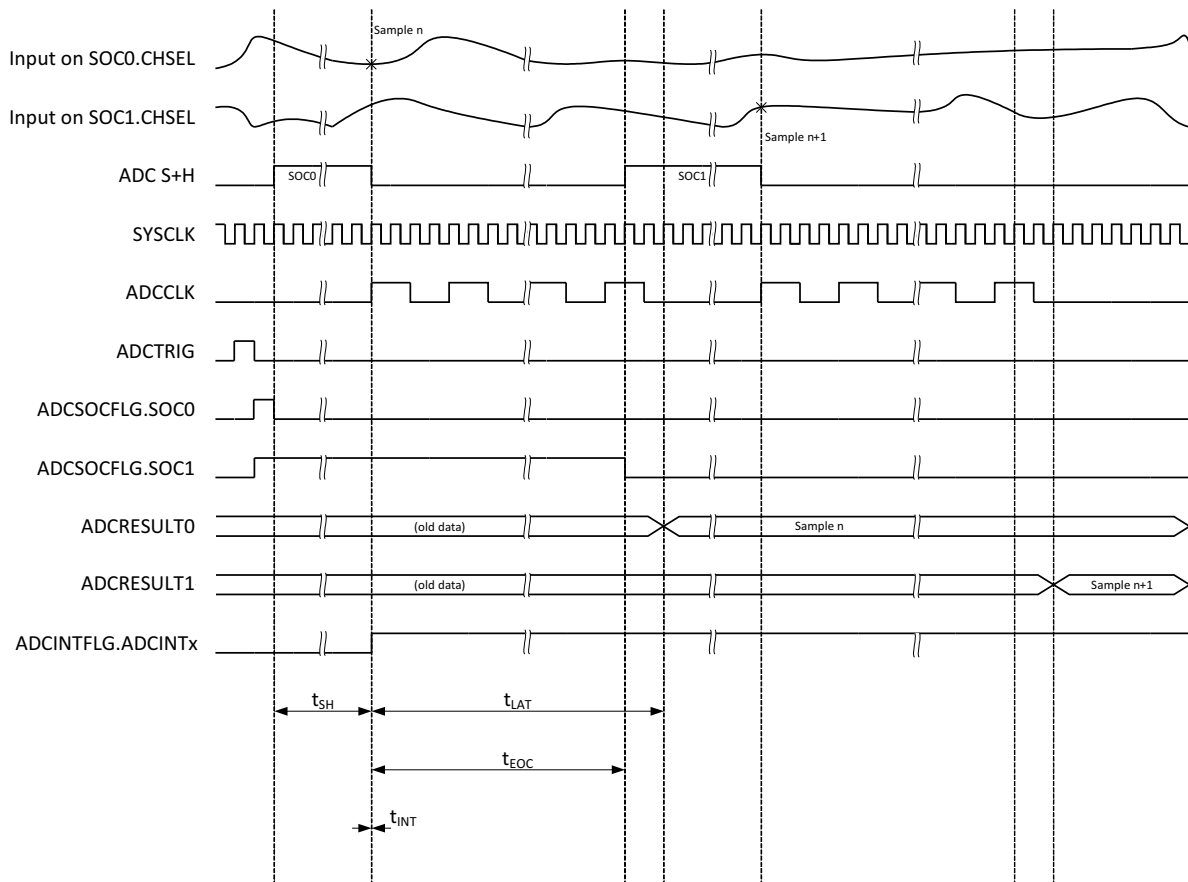 Sample n
Input on SOC0.CHSEL
Input on SOC1.CHSEL
Sample n+1
ADC S+H
SOC0
SOC1
SYSCLK
ADCCLK
ADCTRIG
ADCSOCFLG.SOC0
ADCSOCFLG.SOC1
ADCRESULT0
(old data)
Sample n
ADCRESULT1
(old data)
Sample n+1
ADCINTFLG.ADCINTx
tSH
tLAT
tEOC
tINT